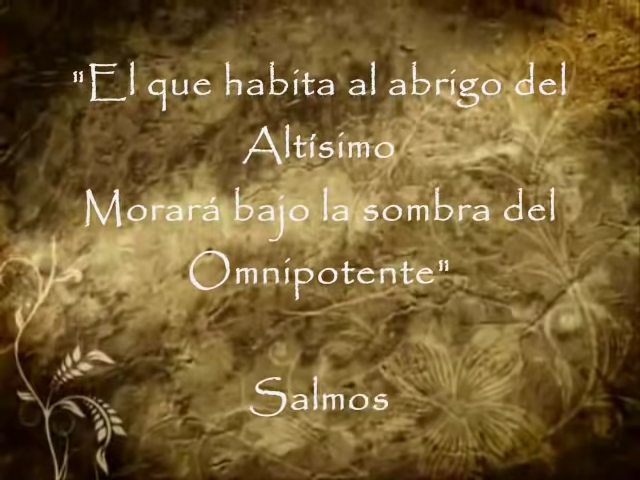 "El que habita al abrigo del
Altísimo
Morará bajo la sombra del
Omnipotente"
Salmos